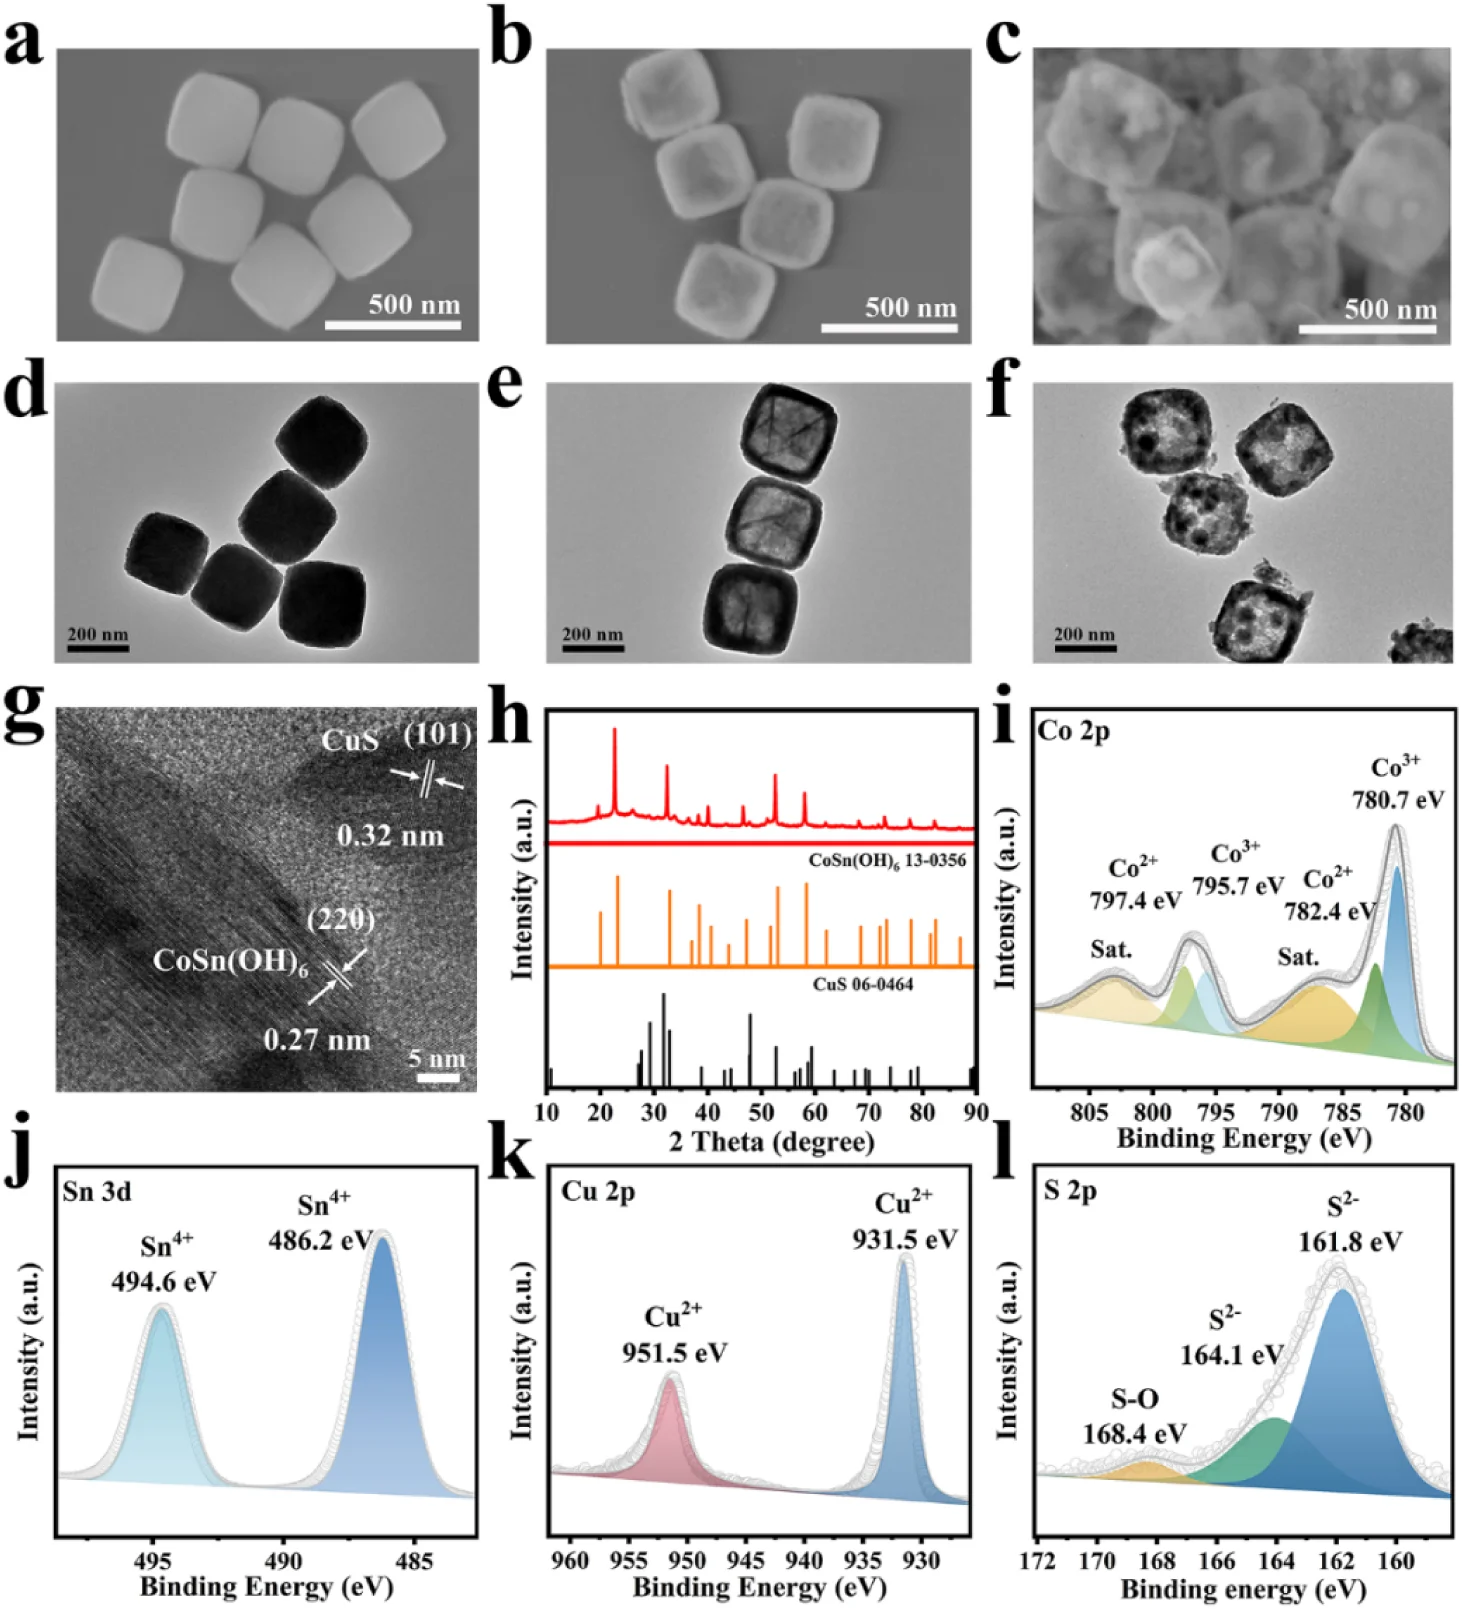 a
500 nm
b
500 nm
c
500 nm
d
200 nm
e
200 nm
f
200 nm
g
CuS (101)
0.32 nm
(220)
CoSn(OH)₆
0.27 nm
5 nm
h
Intensity (a.u.)
CoSn(OH)₆ 13-0356
CuS 06-0464
10 20 30 40 50 60 70 80 90
2 Theta (degree)
i
Co 2p
Intensity (a.u.)
Co³⁺
780.7 eV
Co²⁺
797.4 eV
Co³⁺
795.7 eV
Co²⁺
782.4 eV
Sat.
Sat.
805 800 795 790 785 780
Binding Energy (eV)
j
Sn 3d
Intensity (a.u.)
Sn⁴⁺
494.6 eV
Sn⁴⁺
486.2 eV
495 490 485
Binding Energy (eV)
k
Cu 2p
Intensity (a.u.)
Cu²⁺
951.5 eV
Cu²⁺
931.5 eV
960 955 950 945 940 935 930
Binding Energy (eV)
l
S 2p
Intensity (a.u.)
S²⁻
161.8 eV
S²⁻
164.1 eV
S-O
168.4 eV
172 170 168 166 164 162 160
Binding energy (eV)